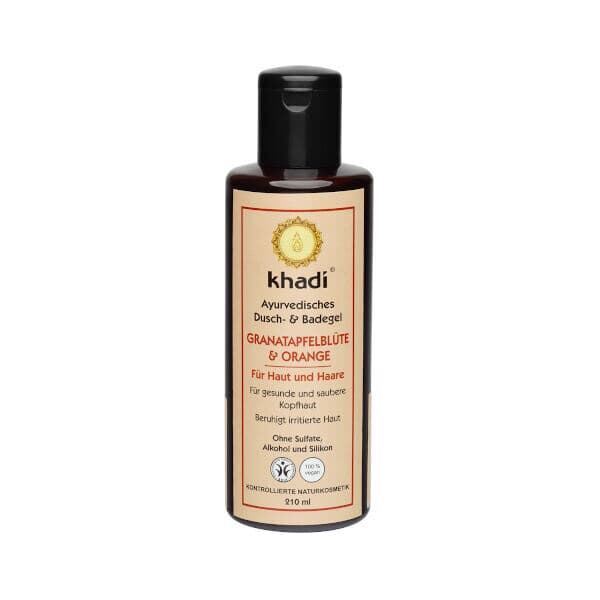 khadí©
Ayurvedisches
Dusch- & Badegel
GRANATAPFELBLÜTE
& ORANGE
Für Haut und Haare
Für gesunde und saubere
Kopfhaut
Beruhigt irritierte Haut
Ohne Sulfate,
Alkohol und Silikon
100 %
vegan
KONTROLLIERTE NATURKOSMETIK
210 ml